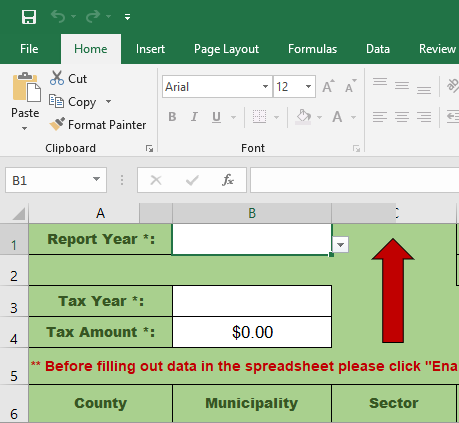 File Home Insert Page Layout Formulas Data Review
Cut
Arial 12 A A
Paste Copy
Format Painter B I U A
Clipboard Font
B1 fx
A B C
1 Report Year *:
2
3 Tax Year *:
4 Tax Amount *: $0.00
5 ** Before filling out data in the spreadsheet please click "Ena
6 County Municipality Sector